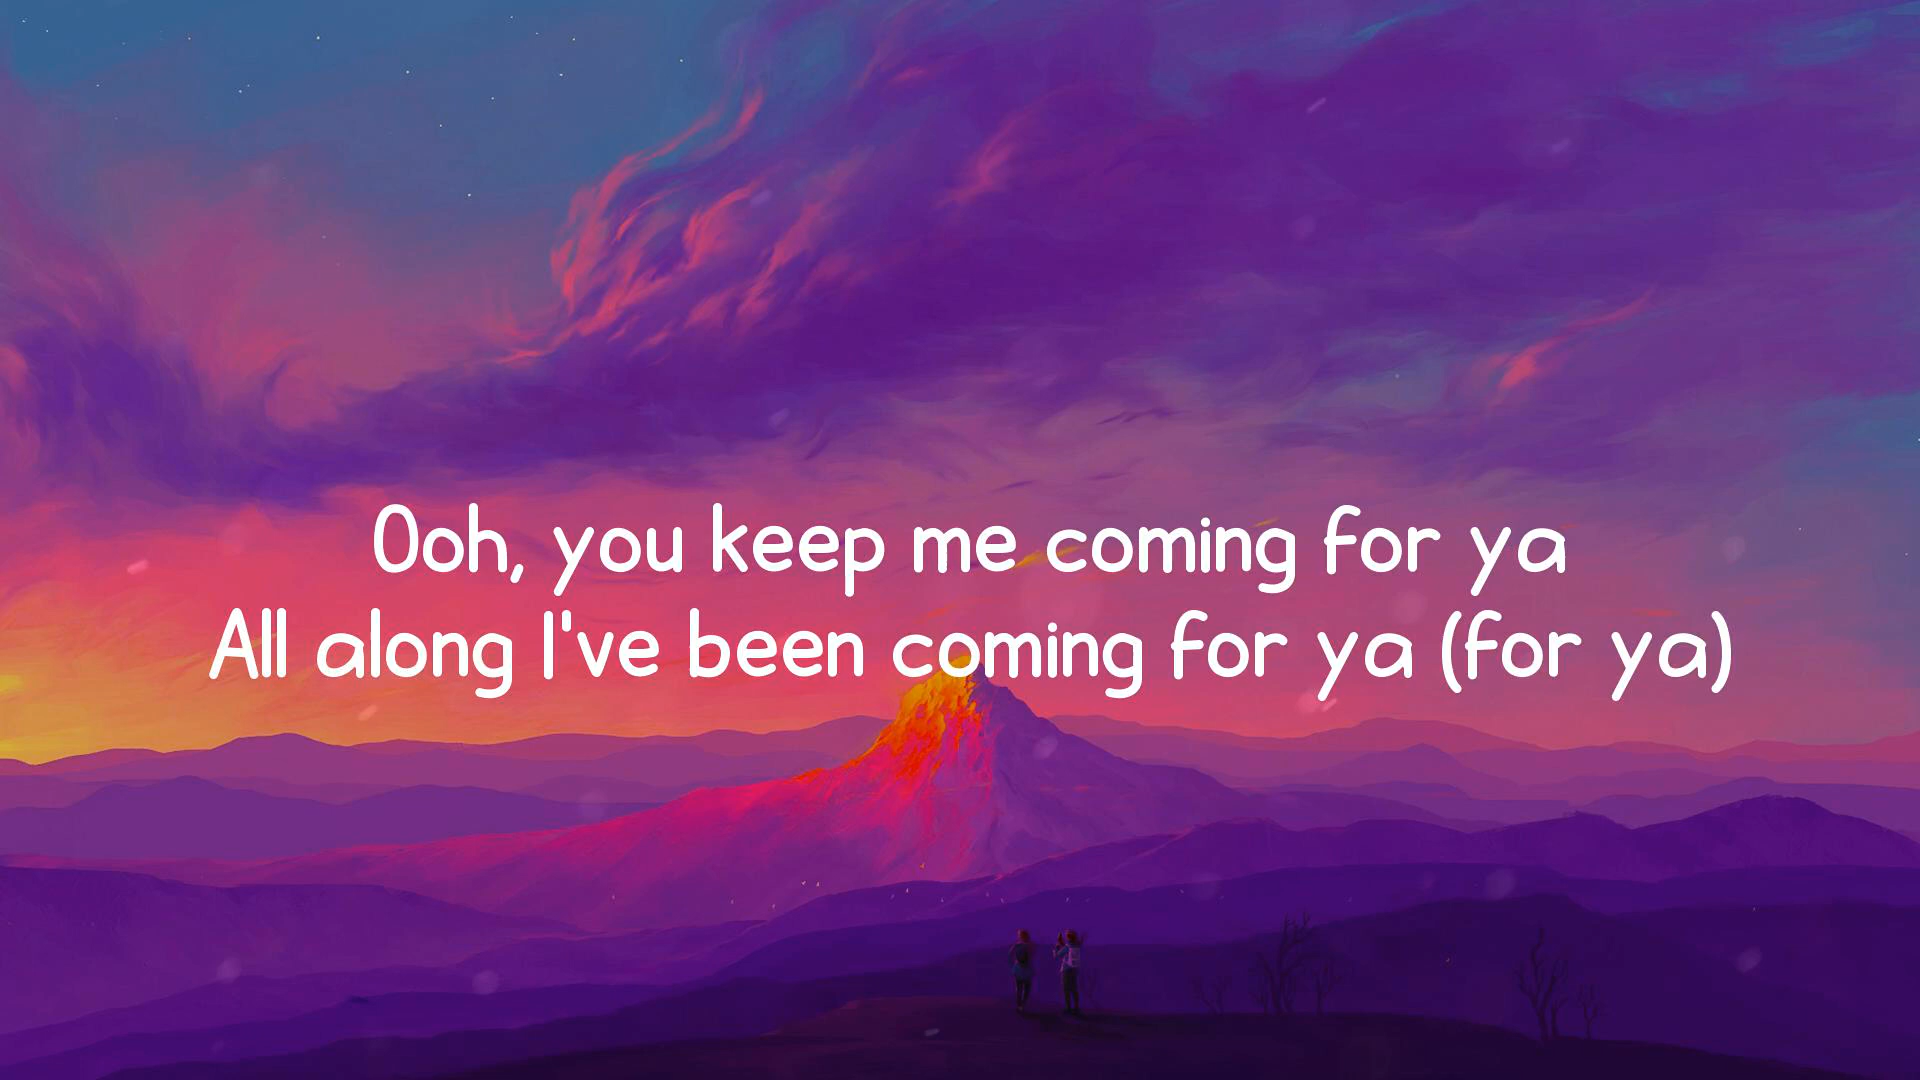 Ooh, you keep me coming for ya
All along I've been coming for ya (for ya)